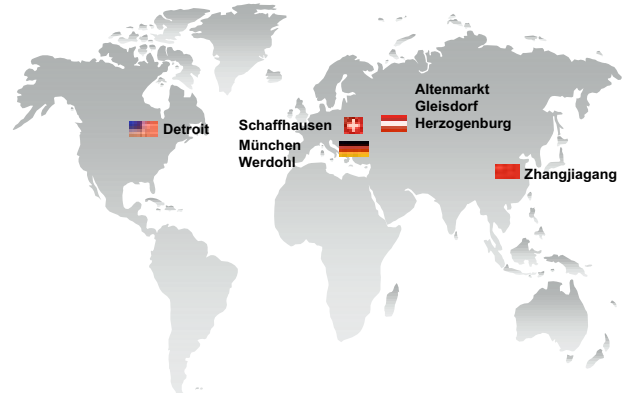 Detroit
Schaffhausen
München
Werdohl
Altenmarkt
Gleisdorf
Herzogenburg
Zhangjiagang